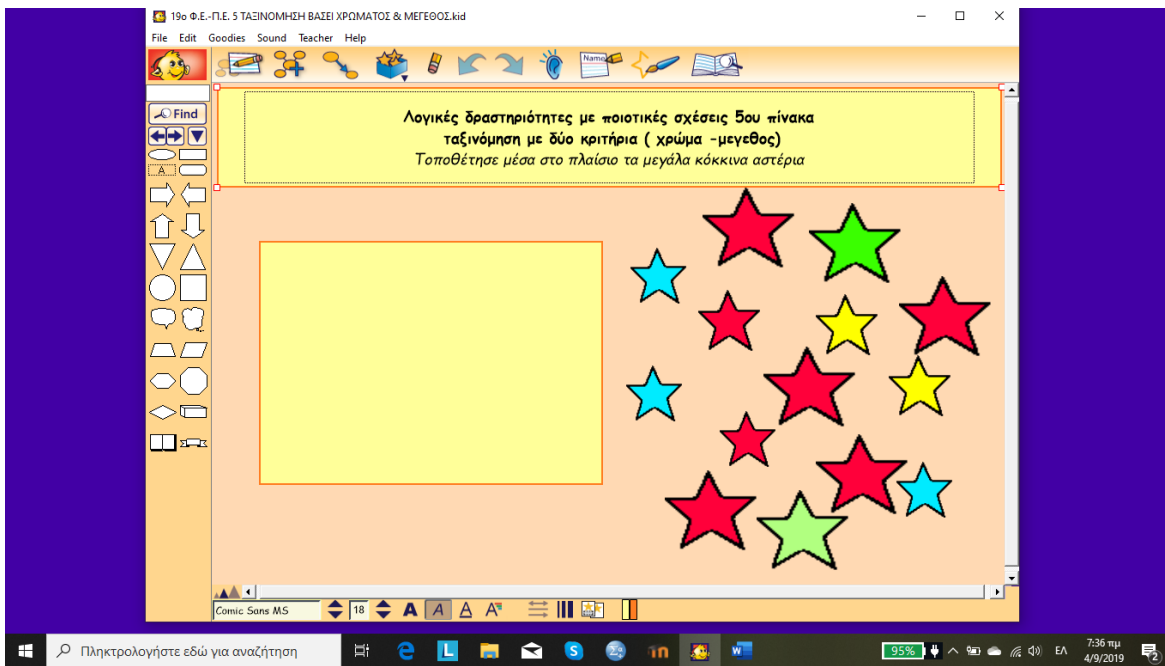 19ο Φ.Ε.-Π.Ε. 5 ΤΑΞΙΝΟΜΗΣΗ ΒΑΣΕΙ ΧΡΩΜΑΤΟΣ & ΜΕΓΕΘΟΣ.kid
File Edit Goodies Sound Teacher Help
Name
Find
A
Λογικές δραστηριότητες με ποιοτικές σχέσεις 5ου πίνακα
ταξινόμηση με δύο κριτήρια ( χρώμα -μεγεθος)
Τοποθέτησε μέσα στο πλαίσιο τα μεγάλα κόκκινα αστέρια
Comic Sans MS 18 A A A A
Πληκτρολογήστε εδώ για αναζήτηση
95% ΕΛ 7:36 πμ
4/9/2019